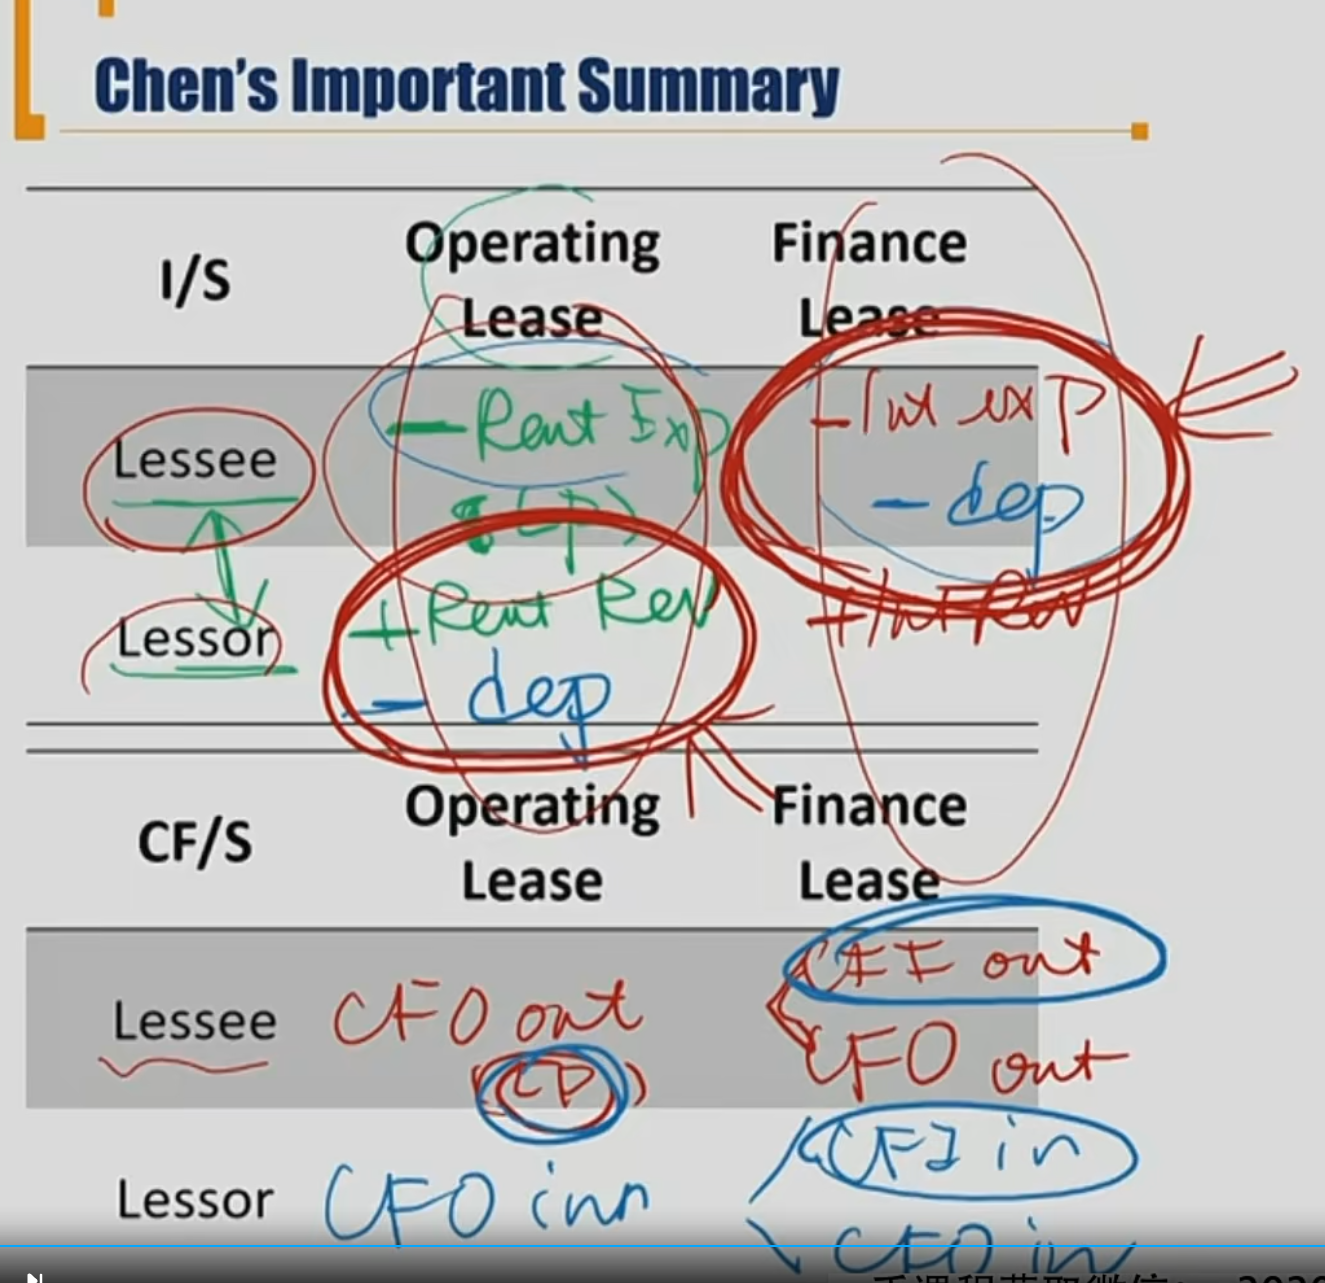 Chen's Important Summary
I/S Operating Lease Finance Lease
Lessee - Rent Exp - Int exp
- dep
Lessor + Rent Rev + Int Rev
- dep
CF/S Operating Lease Finance Lease
Lessee CFO out CFF out
CFO out
Lessor CFO inn CFI in
CFO in